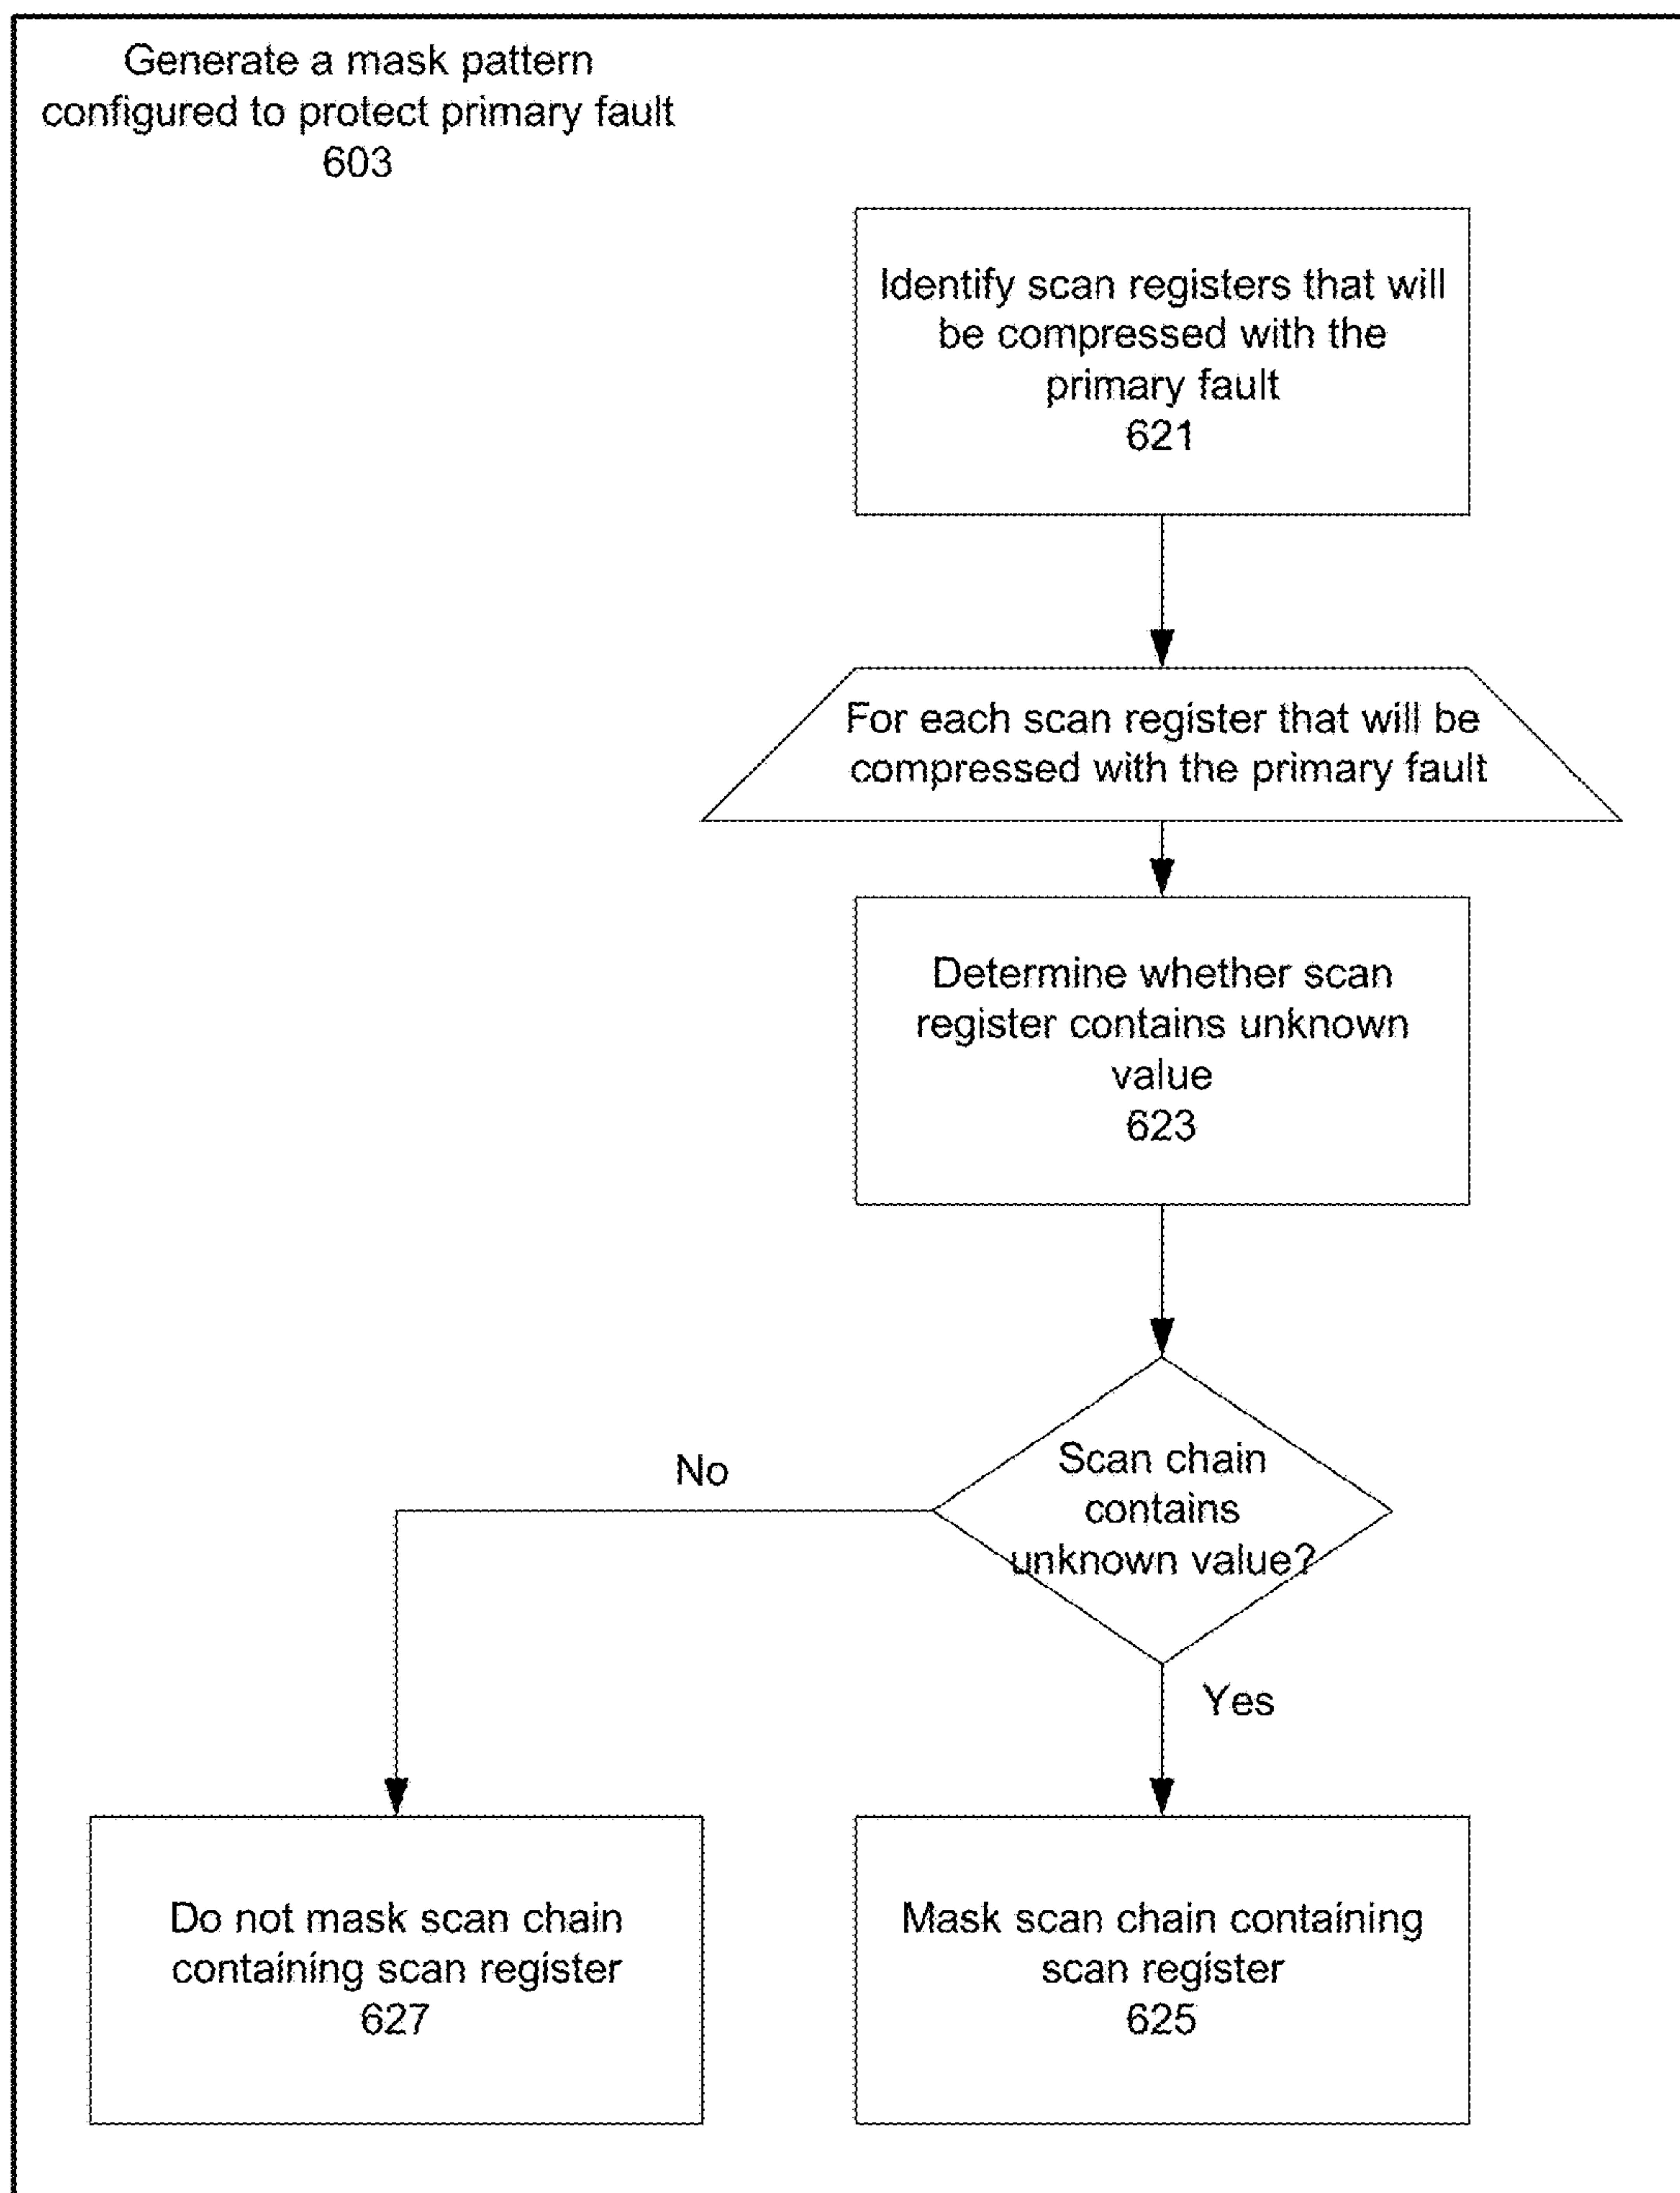 Generate a mask pattern
configured to protect primary fault
603
Identify scan registers that will
be compressed with the
primary fault
621
For each scan register that will be
compressed with the primary fault
Determine whether scan
register contains unknown
value
623
Scan chain
contains
unknown value?
No
Yes
Do not mask scan chain
containing scan register
627
Mask scan chain containing
scan register
625